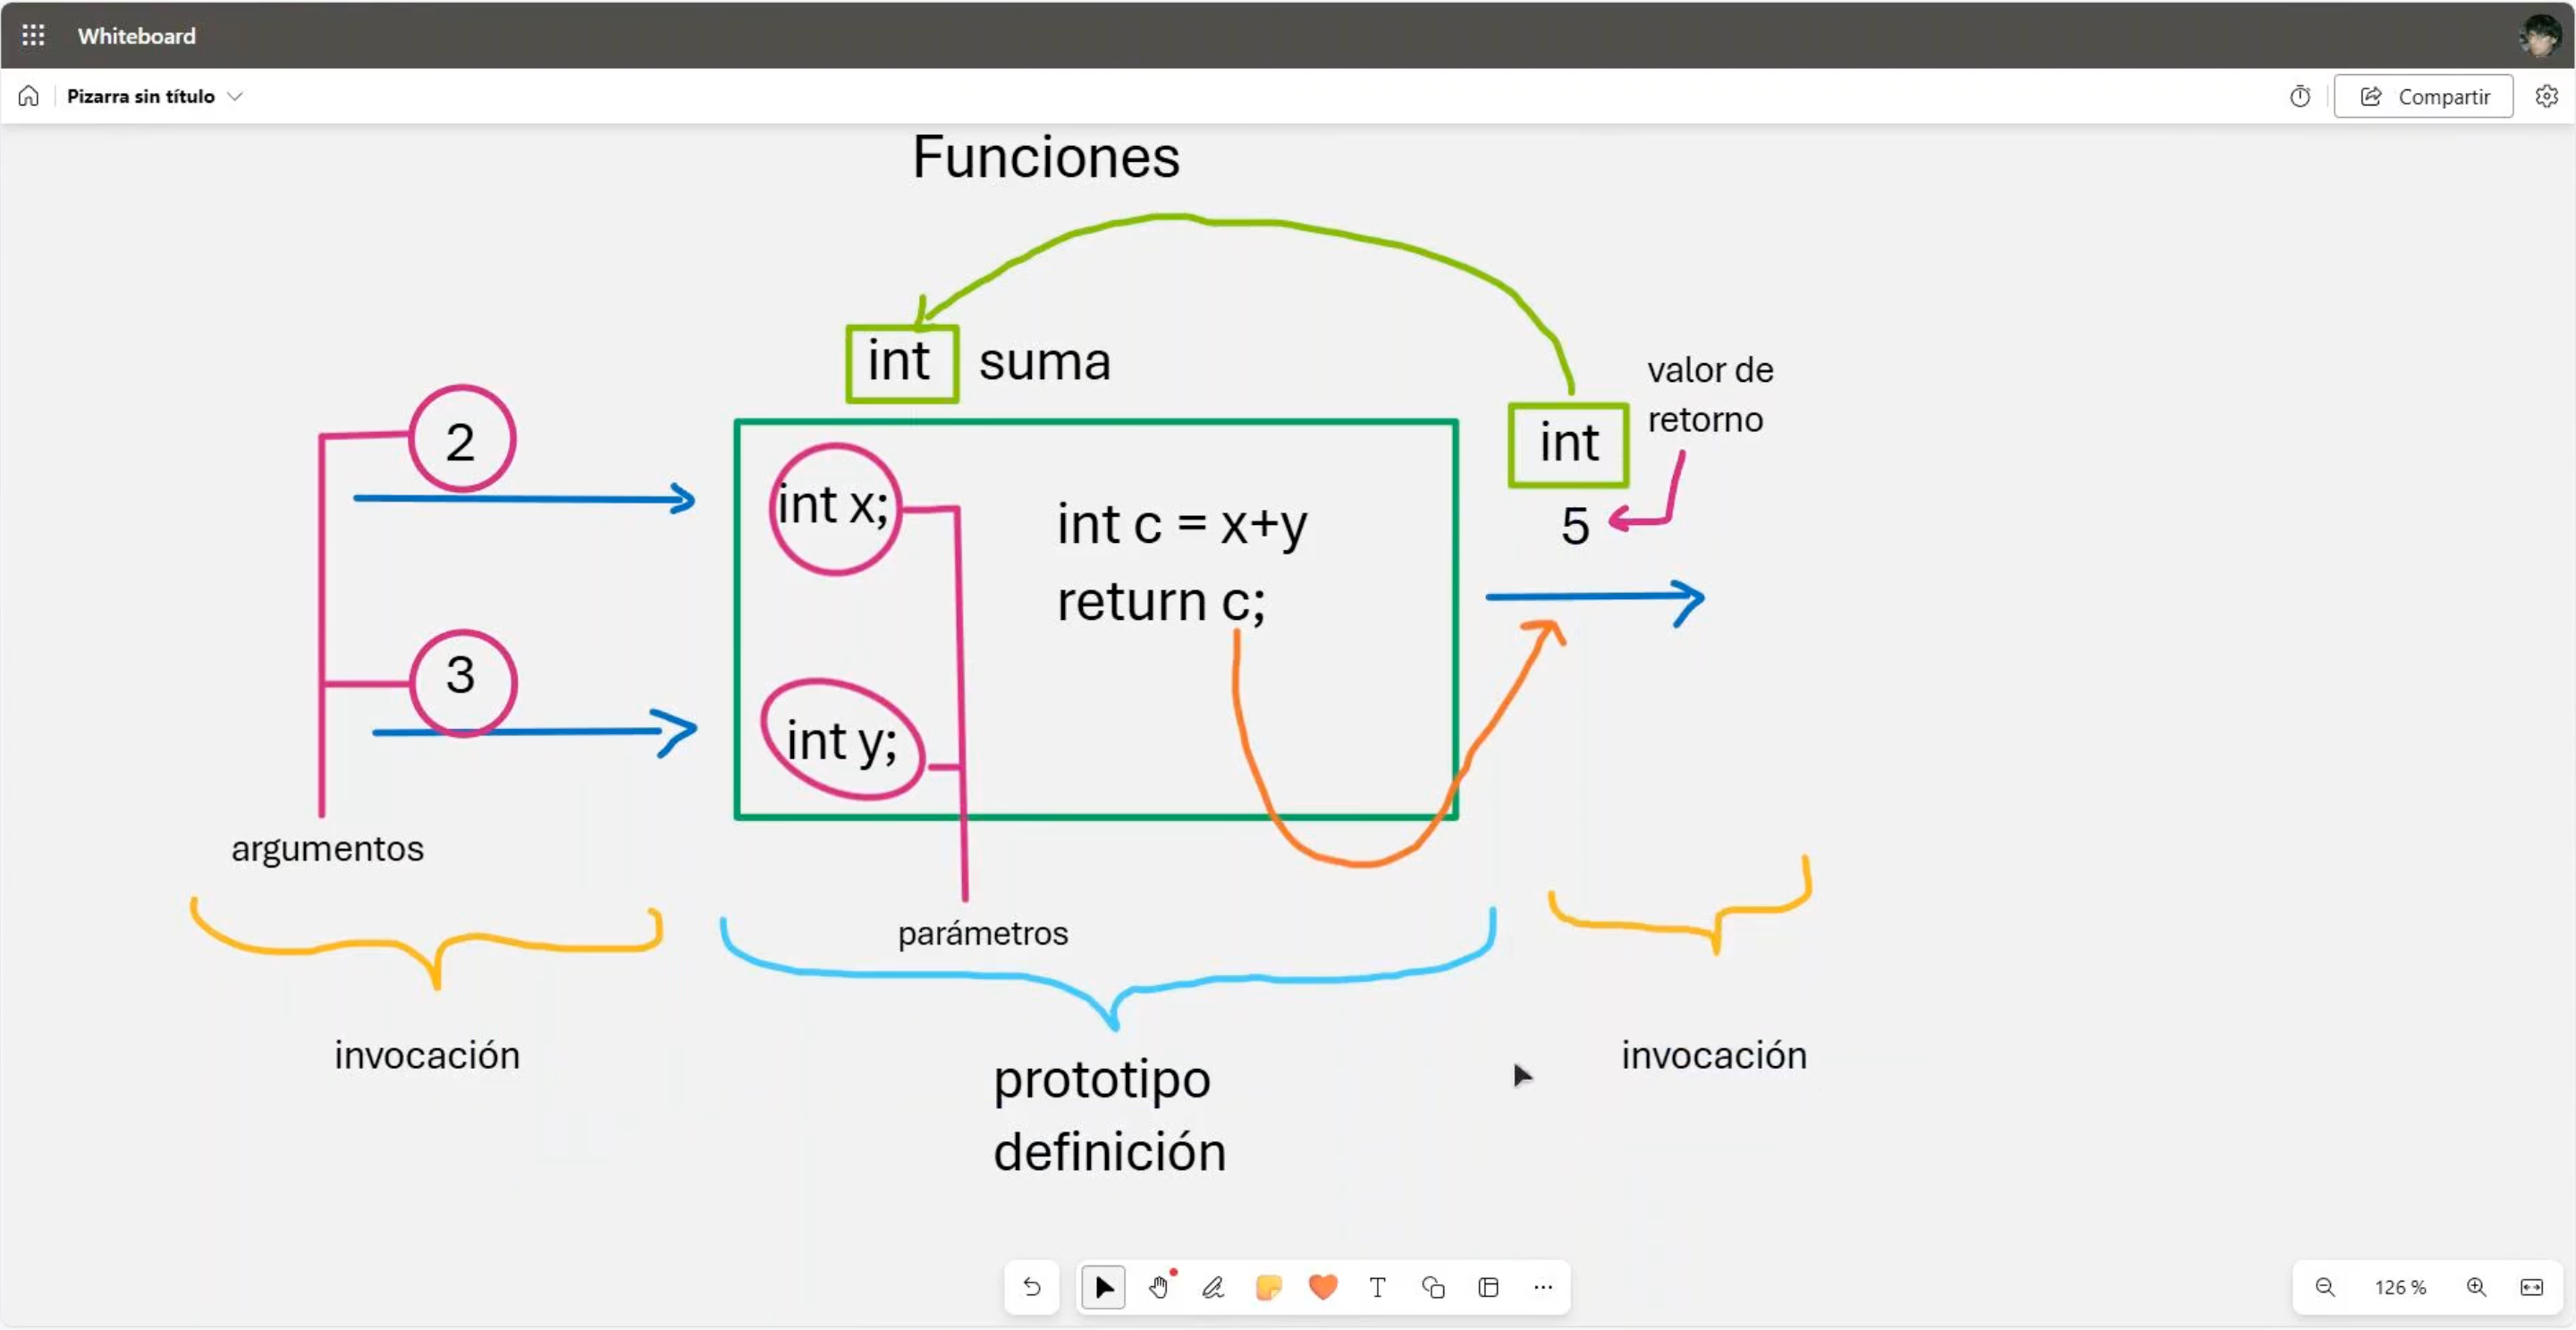 Whiteboard
Pizarra sin título
Compartir
Funciones
int suma
valor de
retorno
int
2
int x;
int c = x+y
5
return c;
3
int y;
argumentos
parámetros
invocación
invocación
prototipo
definición
126 %